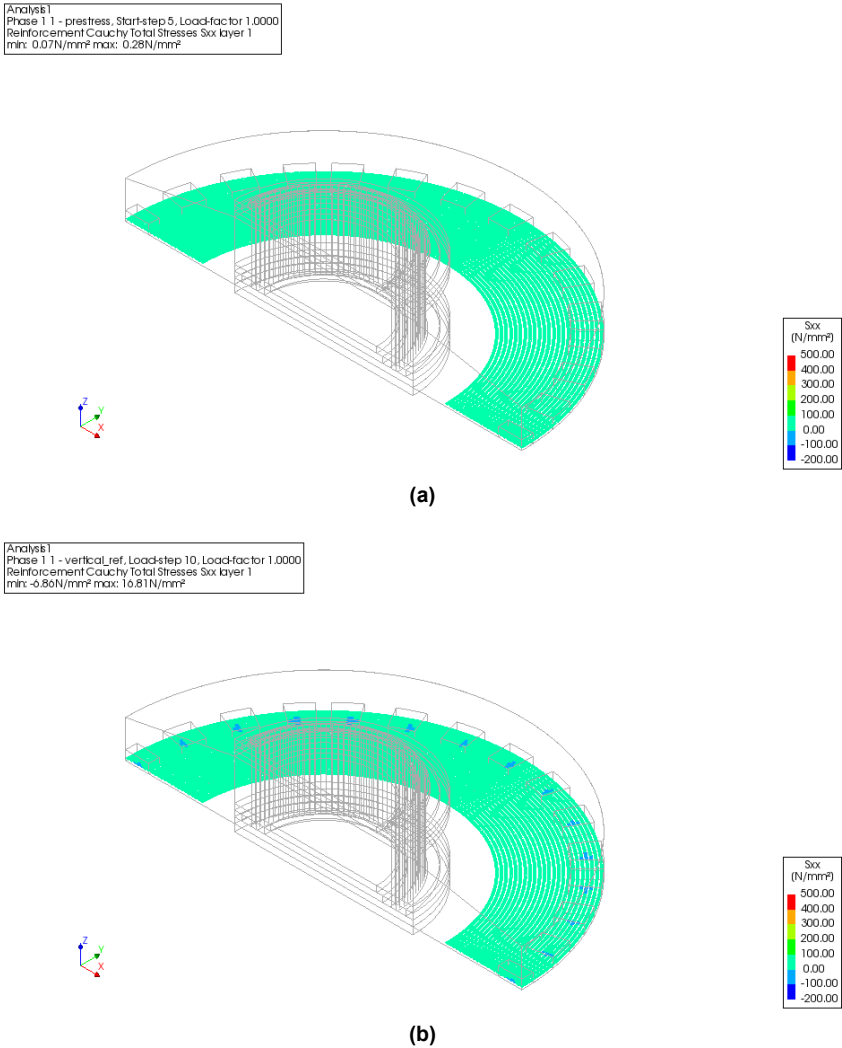 Analysis1
Phase 1 1 - prestress, Start-step 5, Load-factor 1.0000
Reinforcement Cauchy Total Stresses Sxx layer 1
min: 0.07N/mm² max: 0.28N/mm²
Sxx
(N/mm²)
500.00
400.00
300.00
200.00
100.00
0.00
-100.00
-200.00
Z
Y
X
(a)
Analysis1
Phase 1 1 - vertical_ref, Load-step 10, Load-factor 1.0000
Reinforcement Cauchy Total Stresses Sxx layer 1
min: -6.86N/mm² max: 16.81N/mm²
Sxx
(N/mm²)
500.00
400.00
300.00
200.00
100.00
0.00
-100.00
-200.00
Z
Y
X
(b)